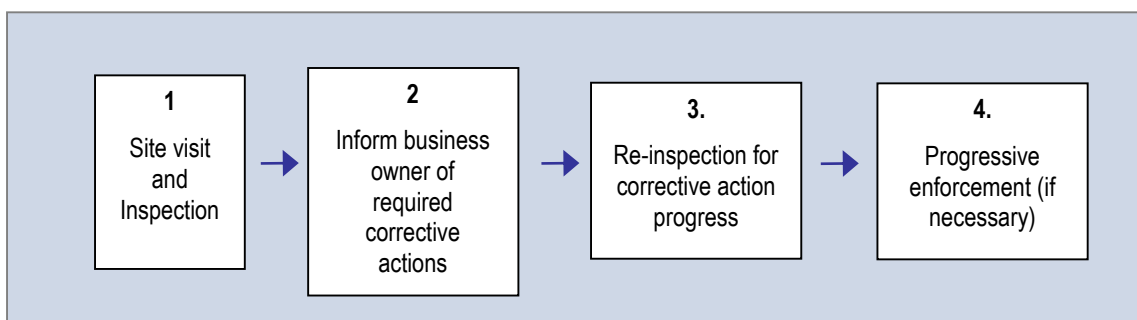 1
Site visit
and
Inspection
2
Inform business
owner of
required
corrective
actions
3.
Re-inspection for
corrective action
progress
4.
Progressive
enforcement (if
necessary)